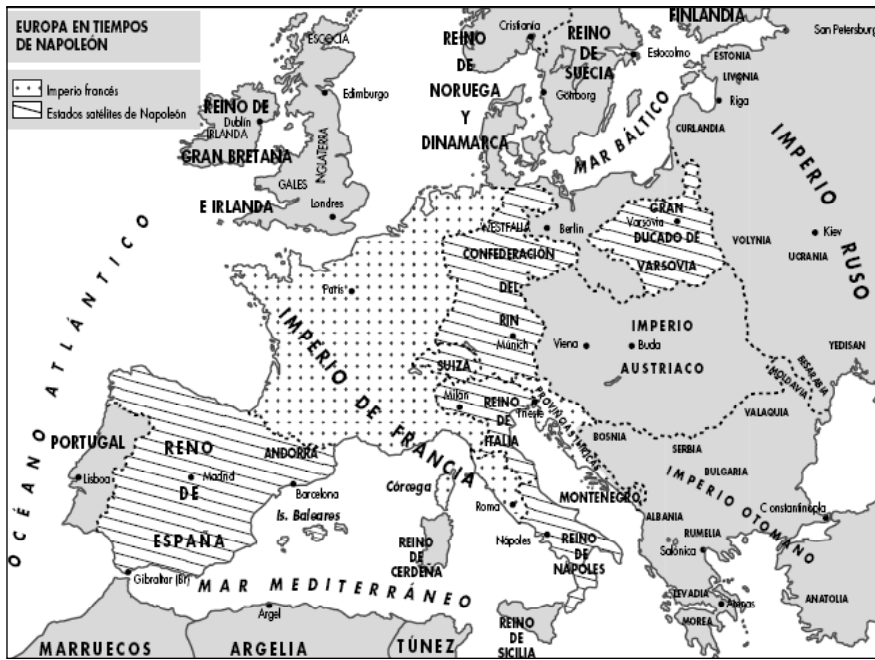 EUROPA EN TIEMPOS
DE NAPOLEÓN
Imperio francés
Estados satélites de Napoleón
ESCOCIA
Edimburgo
REINO DE
Dublín
IRLANDA
GRAN BRETAÑA
INGLATERRA
GALES
E IRLANDA
Londres
Cristianía
REINO
DE
NORUEGA
Y
DINAMARCA
REINO
DE
SUECIA
Estocolmo
Götborg
FINLANDIA
San Petersburg
ESTONIA
LIVONIA
Riga
CURLANDIA
MAR BÁLTICO
IMPERIO RUSO
OCÉANO ATLÁNTICO
WESTFALIA
Berlín
GRAN
Varsovia
DUCADO DE
VARSOVIA
VOLYNIA
Kiev
UCRANIA
CONFEDERACIÓN
DEL
RIN
Múnich
París
IMPERIO DE FRANCIA
SUIZA
Viena
Buda
IMPERIO
AUSTRIACO
YEDISAN
BESARABIA
MOLDAVIA
VALAQUIA
Milán
REINO
DE
ITALIA
Trieste
PROVINCIAS ILIRICAS
BOSNIA
SERBIA
BULGARIA
IMPERIO OTOMANO
MONTENEGRO
ALBANIA
RUMELIA
Constantinopla
Salónica
LEVADIA
Atenas
MOREA
ANATOLIA
PORTUGAL
Lisboa
RENO
DE
ESPAÑA
Madrid
ANDORRA
Barcelona
Is. Baleares
Córcega
Roma
Nápoles
REINO
DE
NÁPOLES
REINO
DE
CERDEÑA
Gibraltar (Br)
MAR MEDITERRÁNEO
Argel
MARRUECOS
ARGELIA
TÚNEZ
REINO
DE
SICILIA